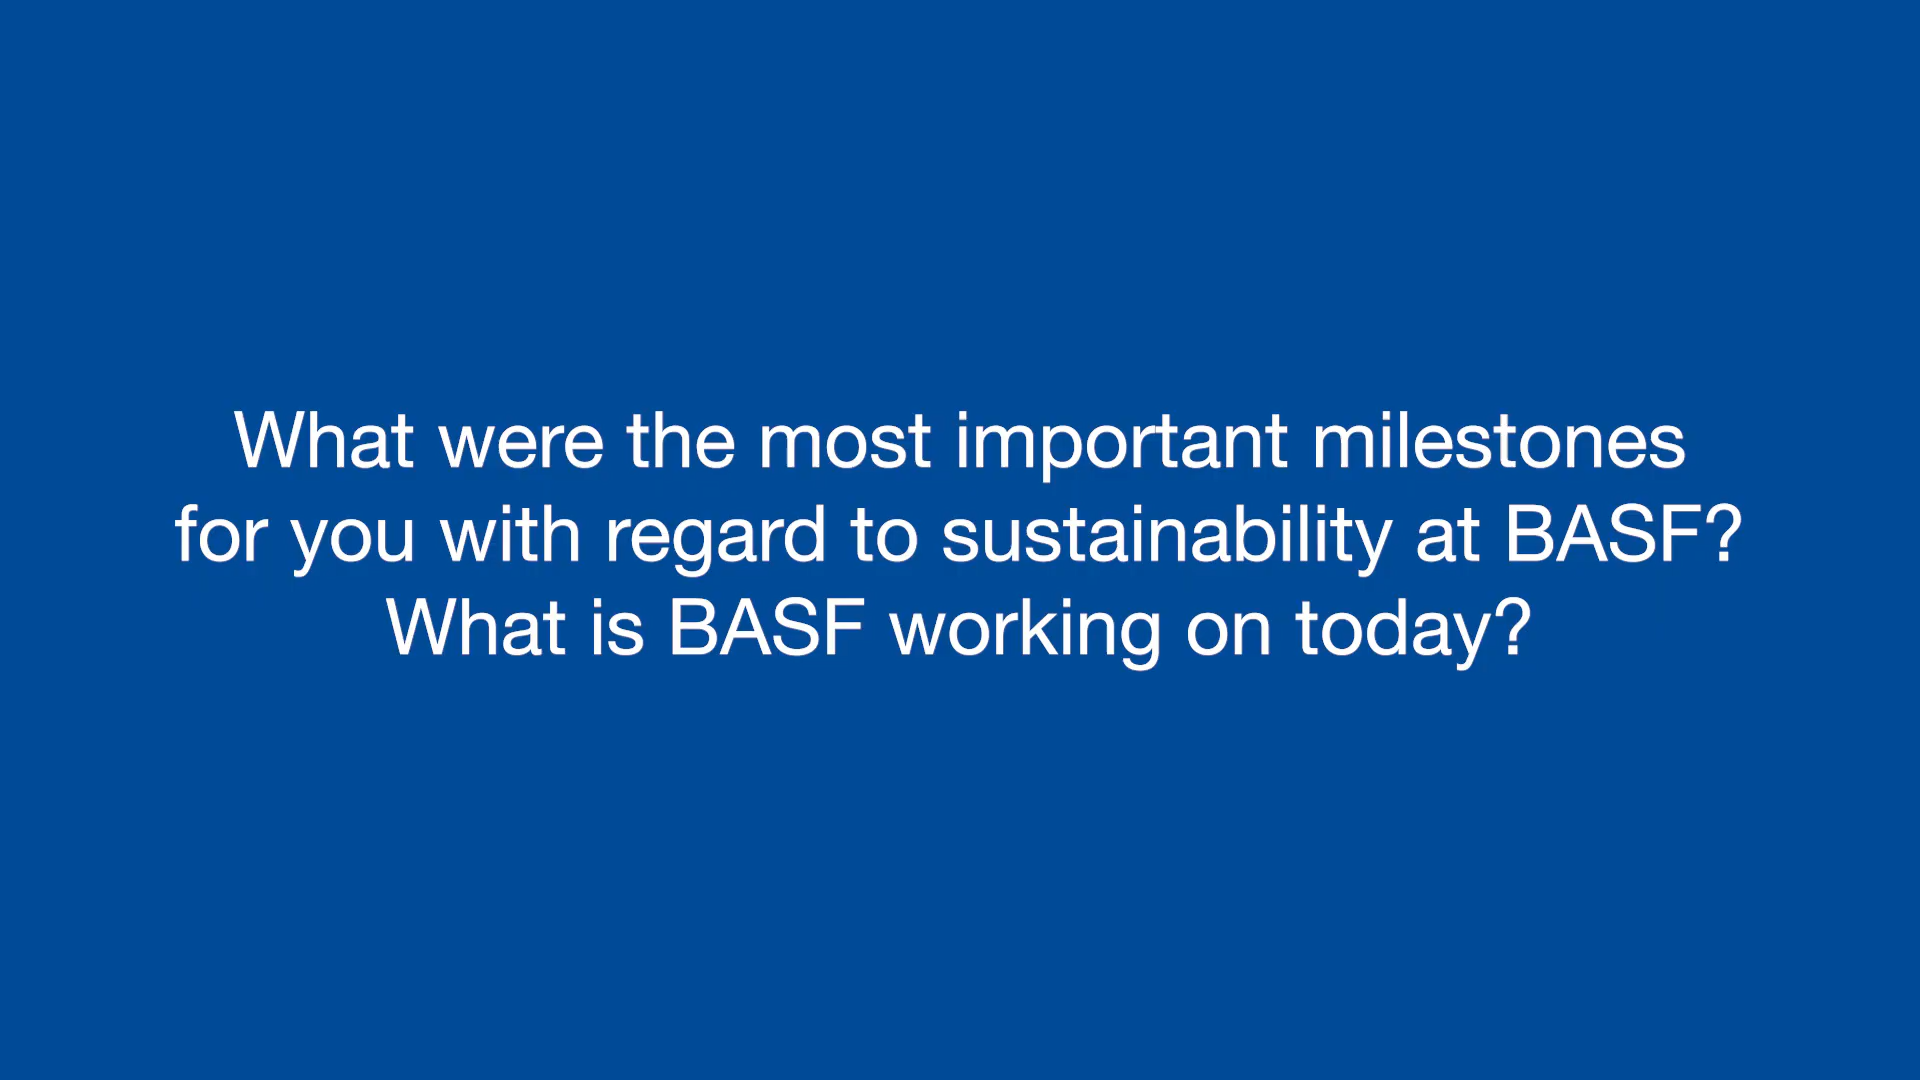 What were the most important milestones
for you with regard to sustainability at BASF?
What is BASF working on today?